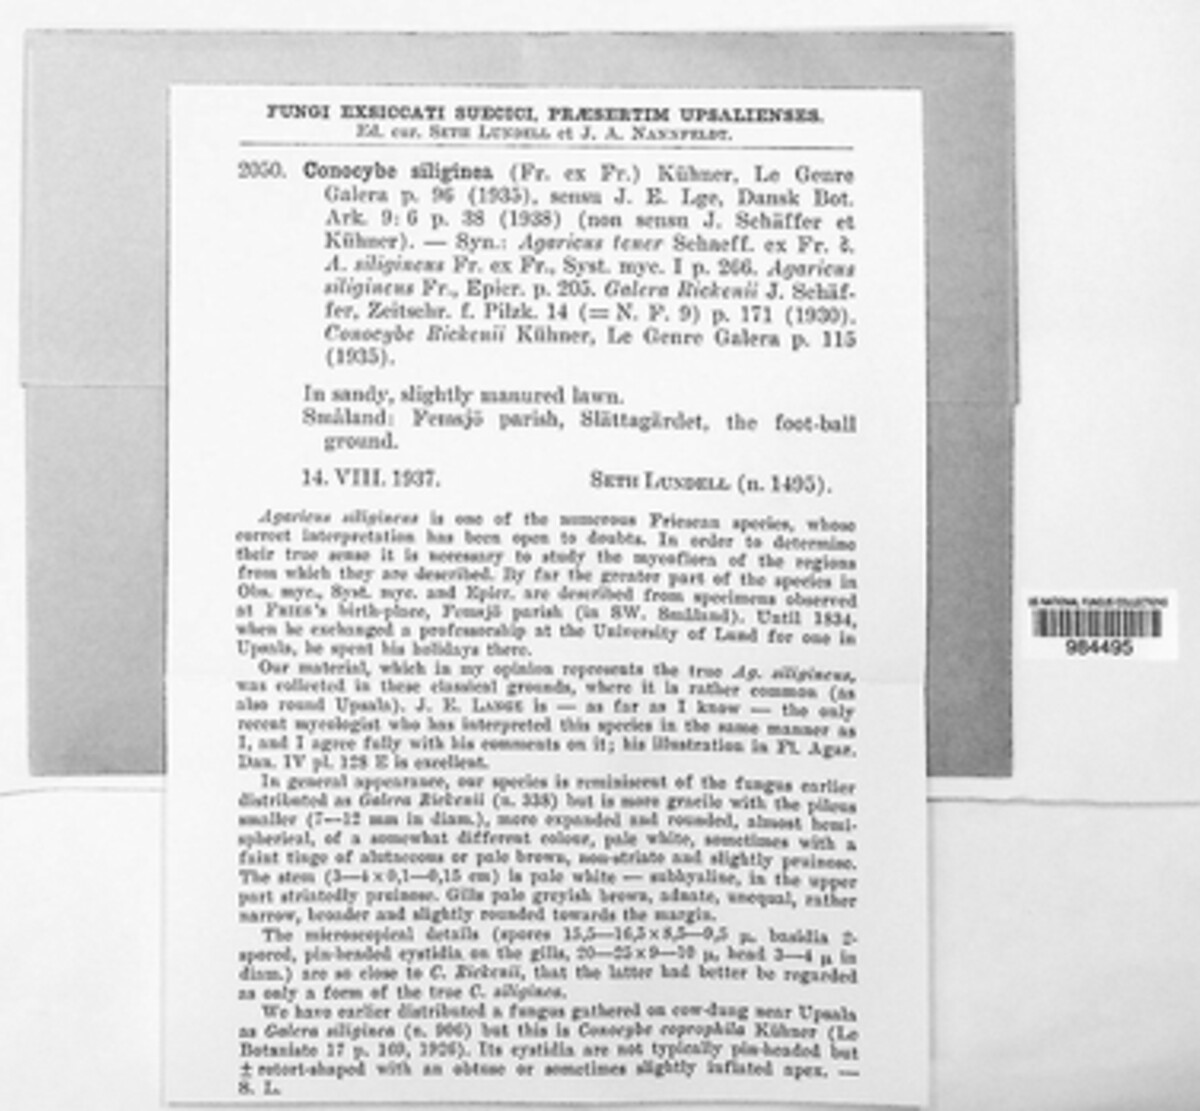 FUNGI EXSICCATI SUECICI, PRÆSERTIM UPSALIENSES.
Ed. cur. SETH LUNDELL et J. A. NANNFELDT.
2050. Conocybe siliginea (Fr. ex Fr.) Kühner, Le Genre
Galera p. 96 (1935), sensu J. E. Lge, Dansk Bot.
Ark. 9: 6 p. 38 (1938) (non sensu J. Schäffer et
Kühner). — Syn.: Agaricus tener Schaeff. ex Fr.
A. siligineus Fr. ex Fr., Syst. myc. I p. 266. Agaricus
siligineus Fr., Epicr. p. 205. Galera Rickenii J. Schäf-
fer, Zeitschr. f. Pilzk. 14 (= N. F. 9) p. 171 (1930).
Conocybe Rickenii Kühner, Le Genre Galera p. 115
(1935).
In sandy, slightly manured lawn.
Småland: Femsjö parish, Slättagärdet, the foot-ball
ground.
14. VIII. 1937. SETH LUNDELL (n. 1495).
Agaricus siligineus is one of the numerous Friesean species, whose
correct interpretation has been open to doubts. In order to determine
their true sense it is necessary to study the mycoflora of the regions
from which they are described. By far the greater part of the species in
Obs. myc., Syst. myc. and Epicr. are described from specimens observed
at FRIES's birth-place, Femsjö parish (in SW. Småland). Until 1834,
when he exchanged a professorship at the University of Lund for one in
Upsala, he spent his holidays there.
Our material, which in my opinion represents the true Ag. siligineus,
was collected in these classical grounds, where it is rather common (as
also round Upsala). J. E. LANGE is — as far as I know — the only
recent mycologist who has interpreted this species in the same manner as
I, and I agree fully with his comments on it; his illustration in Fl. Agar.
Dan. IV pl. 128 E is excellent.
In general appearance, our species is reminiscent of the fungus earlier
distributed as Galera Rickenii (n. 338) but is more gracile with the pileus
smaller (7—12 mm in diam.), more expanded and rounded, almost hemi-
spherical, of a somewhat different colour, pale white, sometimes with a
faint tinge of alutaceous or pale brown, non-striate and slightly pruinose.
The stem (3—4 × 0,1—0,15 cm) is pale white — subhyaline, in the upper
part striatedly pruinose. Gills pale greyish brown, adnate, unequal, rather
narrow, broader and slightly rounded towards the margin.
The microscopical details (spores 15,5—16,5 × 8,5—9,5 µ, basidia 2-
spored, pin-headed cystidia on the gills, 20—25 × 9—10 µ, head 3—4 µ in
diam.) are so close to C. Rickenii, that the latter had better be regarded
as only a form of the true C. siliginea.
We have earlier distributed a fungus gathered on cow-dung near Upsala
as Galera siliginea (n. 906) but this is Conocybe coprophila Kühner (Le
Botaniste 17 p. 169, 1926). Its cystidia are not typically pin-headed but
± retort-shaped with an obtuse or sometimes slightly inflated apex. —
S. L.
US NATIONAL FUNGUS COLLECTIONS
984495